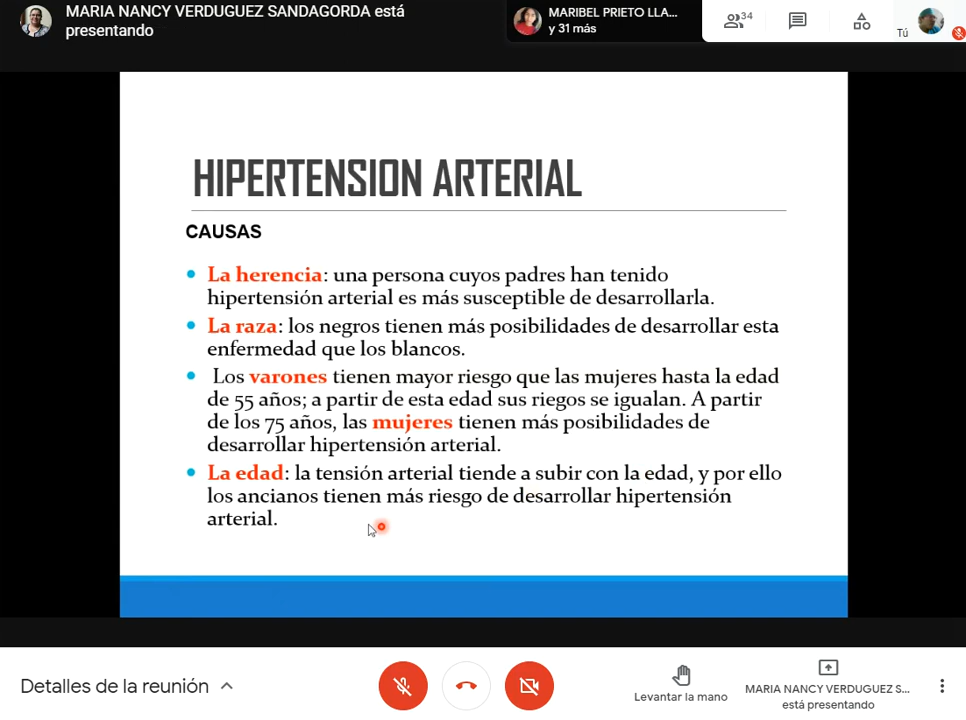 MARIA NANCY VERDUGUEZ SANDAGORDA está
presentando
MARIBEL PRIETO LLA...
y 31 más
34
Tú
HIPERTENSION ARTERIAL
CAUSAS
La herencia: una persona cuyos padres han tenido
hipertensión arterial es más susceptible de desarrollarla.
La raza: los negros tienen más posibilidades de desarrollar esta
enfermedad que los blancos.
Los varones tienen mayor riesgo que las mujeres hasta la edad
de 55 años; a partir de esta edad sus riegos se igualan. A partir
de los 75 años, las mujeres tienen más posibilidades de
desarrollar hipertensión arterial.
La edad: la tensión arterial tiende a subir con la edad, y por ello
los ancianos tienen más riesgo de desarrollar hipertensión
arterial.
Detalles de la reunión
Levantar la mano
MARIA NANCY VERDUGUEZ S...
está presentando